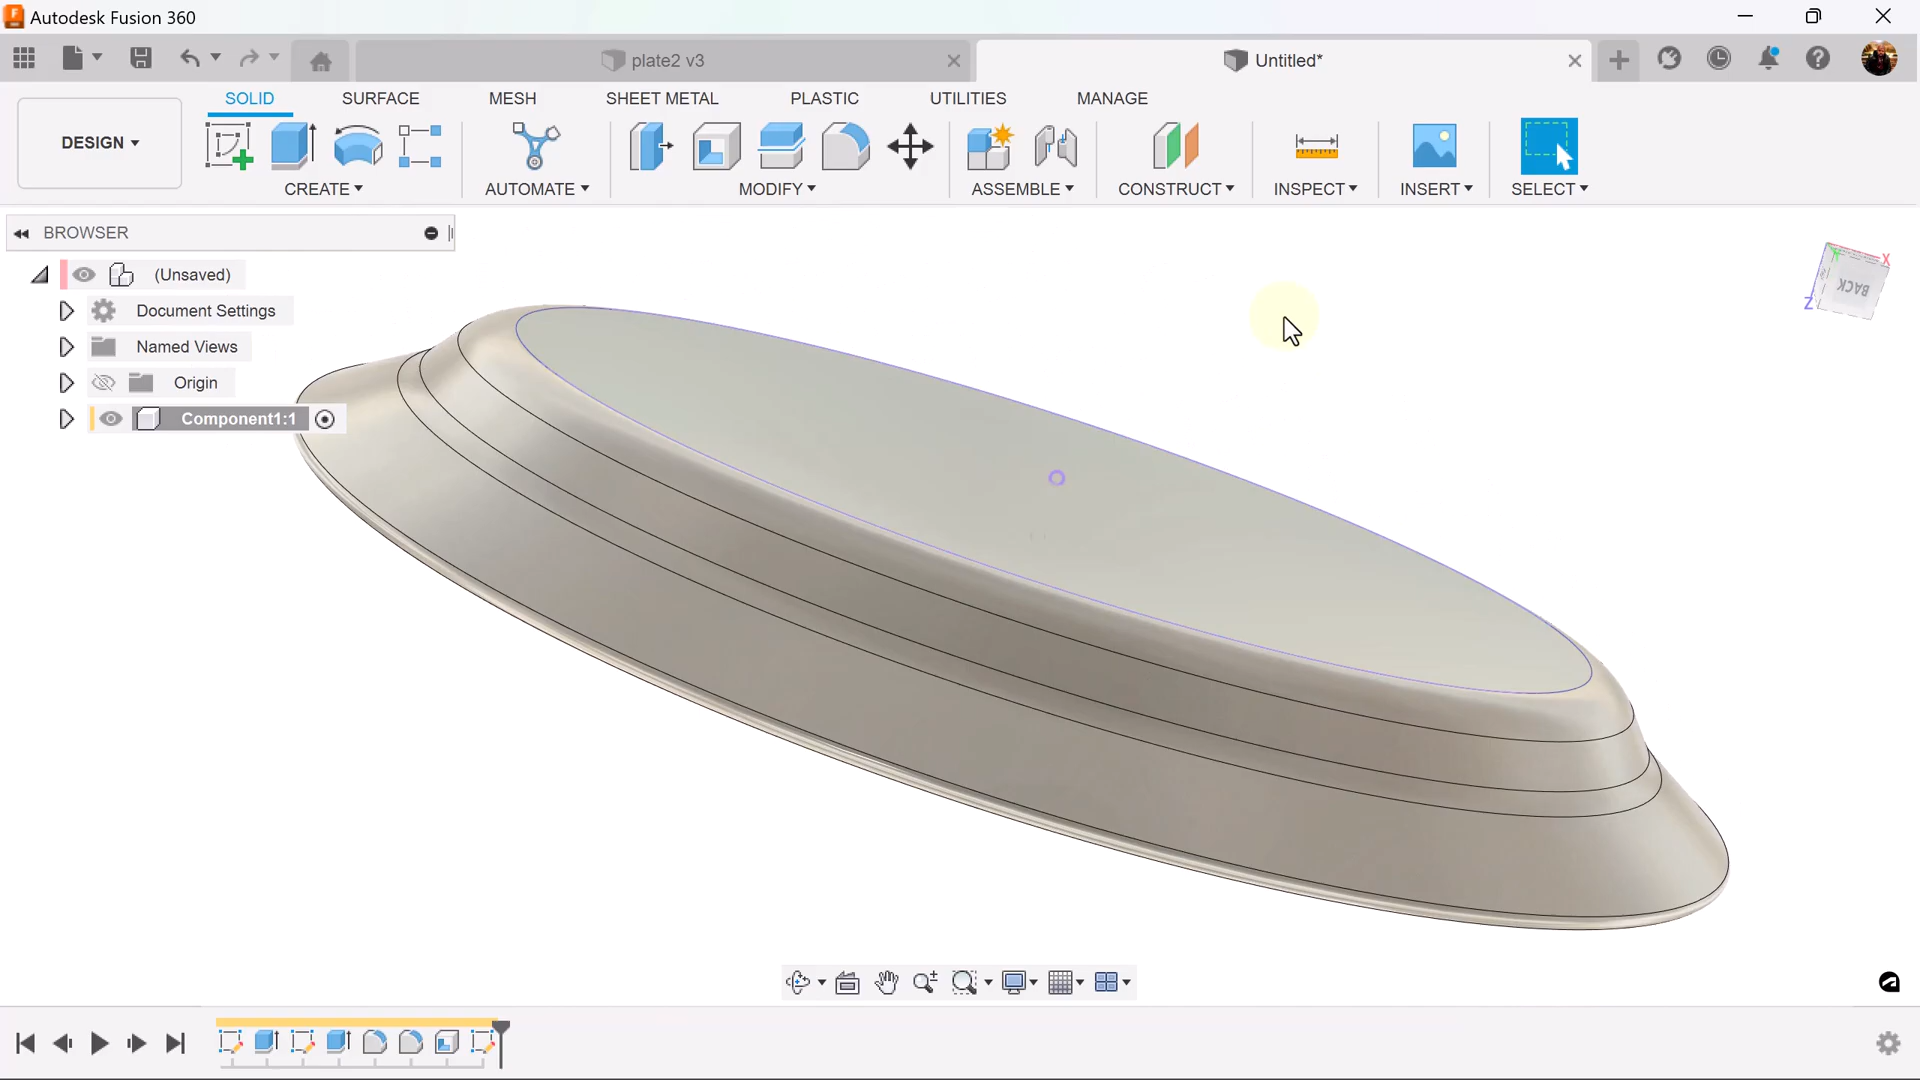 Autodesk Fusion 360
plate2 v3
Untitled*
SOLID
SURFACE
MESH
SHEET METAL
PLASTIC
UTILITIES
MANAGE
DESIGN
CREATE
AUTOMATE
MODIFY
ASSEMBLE
CONSTRUCT
INSPECT
INSERT
SELECT
BROWSER
(Unsaved)
Document Settings
Named Views
Origin
Component1:1
X
Z
BACK